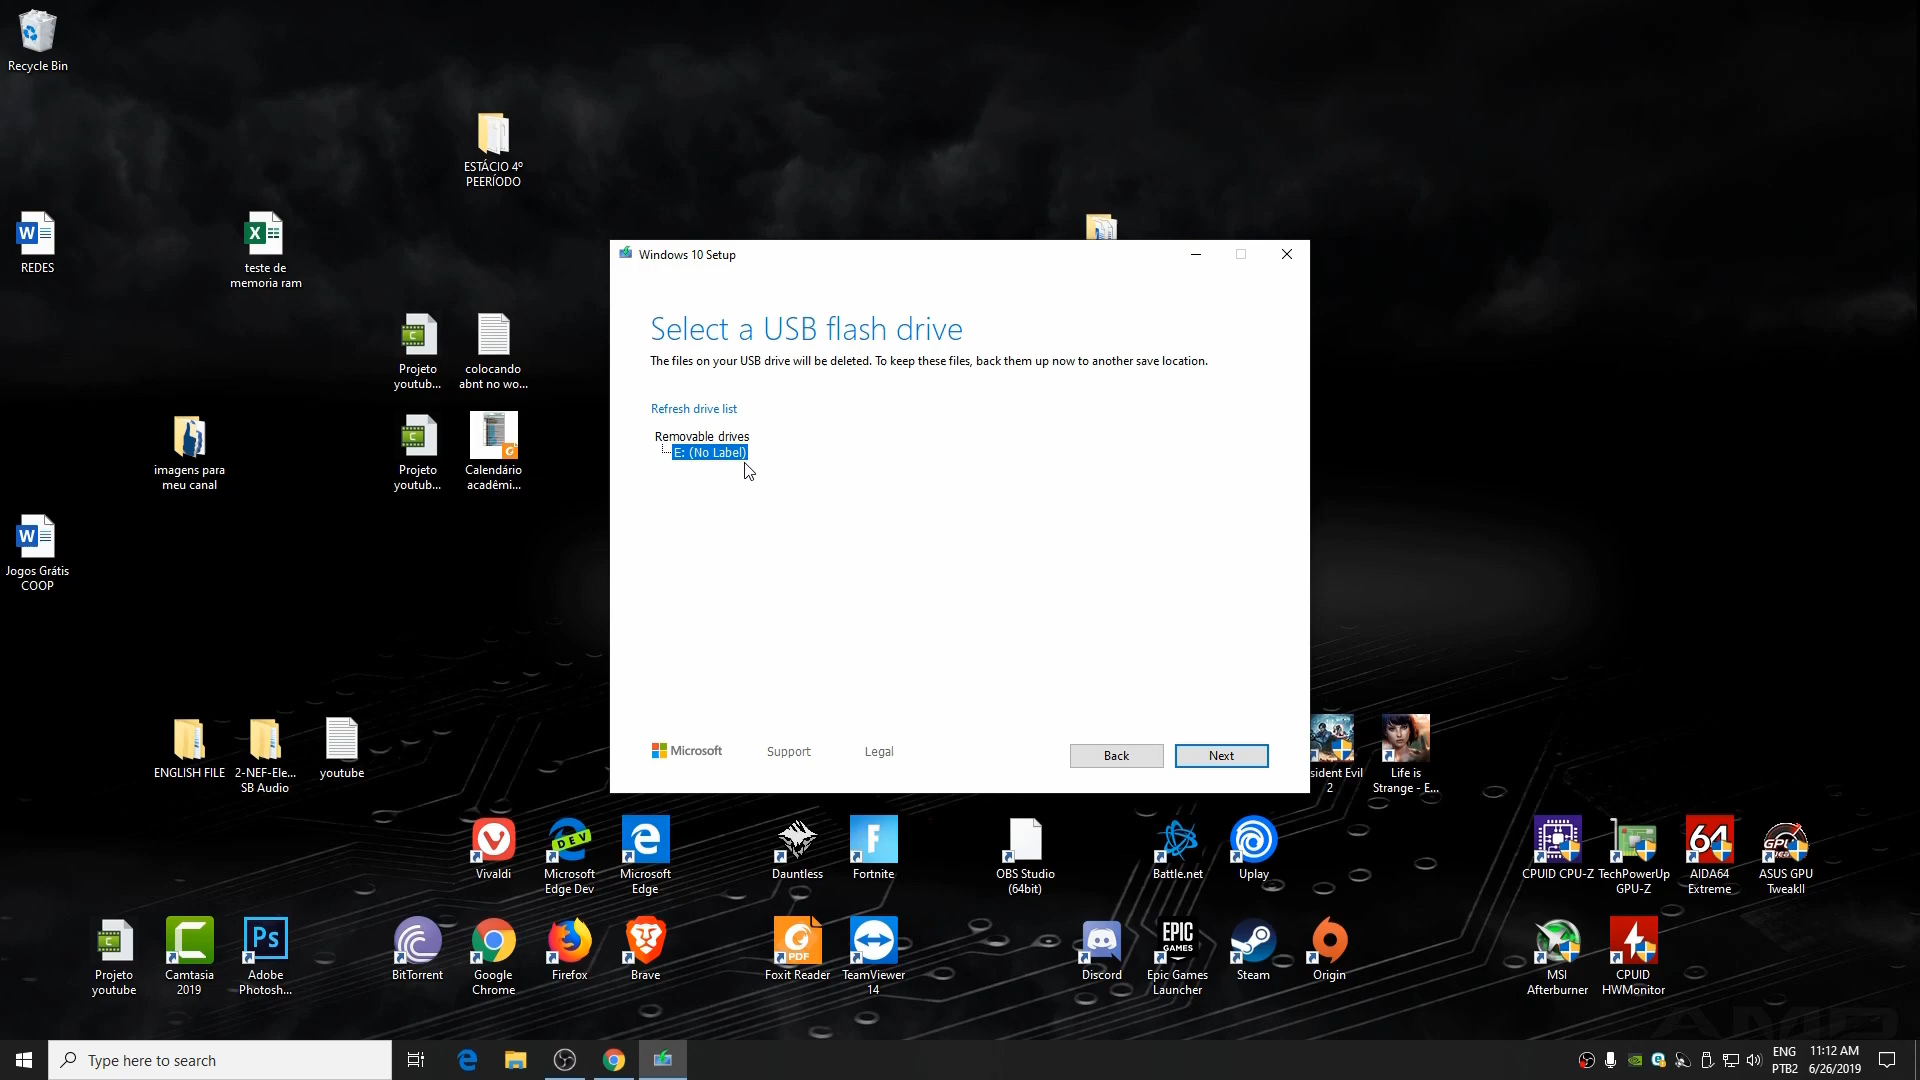 Recycle Bin
ESTÁCIO 4º
PEERÍODO
REDES
teste de
memoria ram
Projeto
youtub...
colocando
abnt no wo...
imagens para
meu canal
Projeto
youtub...
Calendário
acadêmi...
Jogos Grátis
COOP
Windows 10 Setup
Select a USB flash drive
The files on your USB drive will be deleted. To keep these files, back them up now to another save location.
Refresh drive list
Removable drives
E: (No Label)
Microsoft
Support
Legal
Back
Next
ENGLISH FILE
2-NEF-Ele...
SB Audio
youtube
sident Evil
2
Life is
Strange - E...
Vivaldi
DEV
Microsoft
Edge Dev
Microsoft
Edge
Dauntless
Fortnite
OBS Studio
(64bit)
Battle.net
Uplay
CPUID CPU-Z
TechPowerUp
GPU-Z
64
AIDA64
Extreme
ASUS GPU
TweakII
Projeto
youtube
Camtasia
2019
Ps
Adobe
Photosh...
BitTorrent
Google
Chrome
Firefox
Brave
PDF
Foxit Reader
TeamViewer
14
Discord
EPIC
GAMES
Epic Games
Launcher
Steam
Origin
MSI
Afterburner
CPUID
HWMonitor
AMD
Type here to search
ENG
PTB2
11:12 AM
6/26/2019